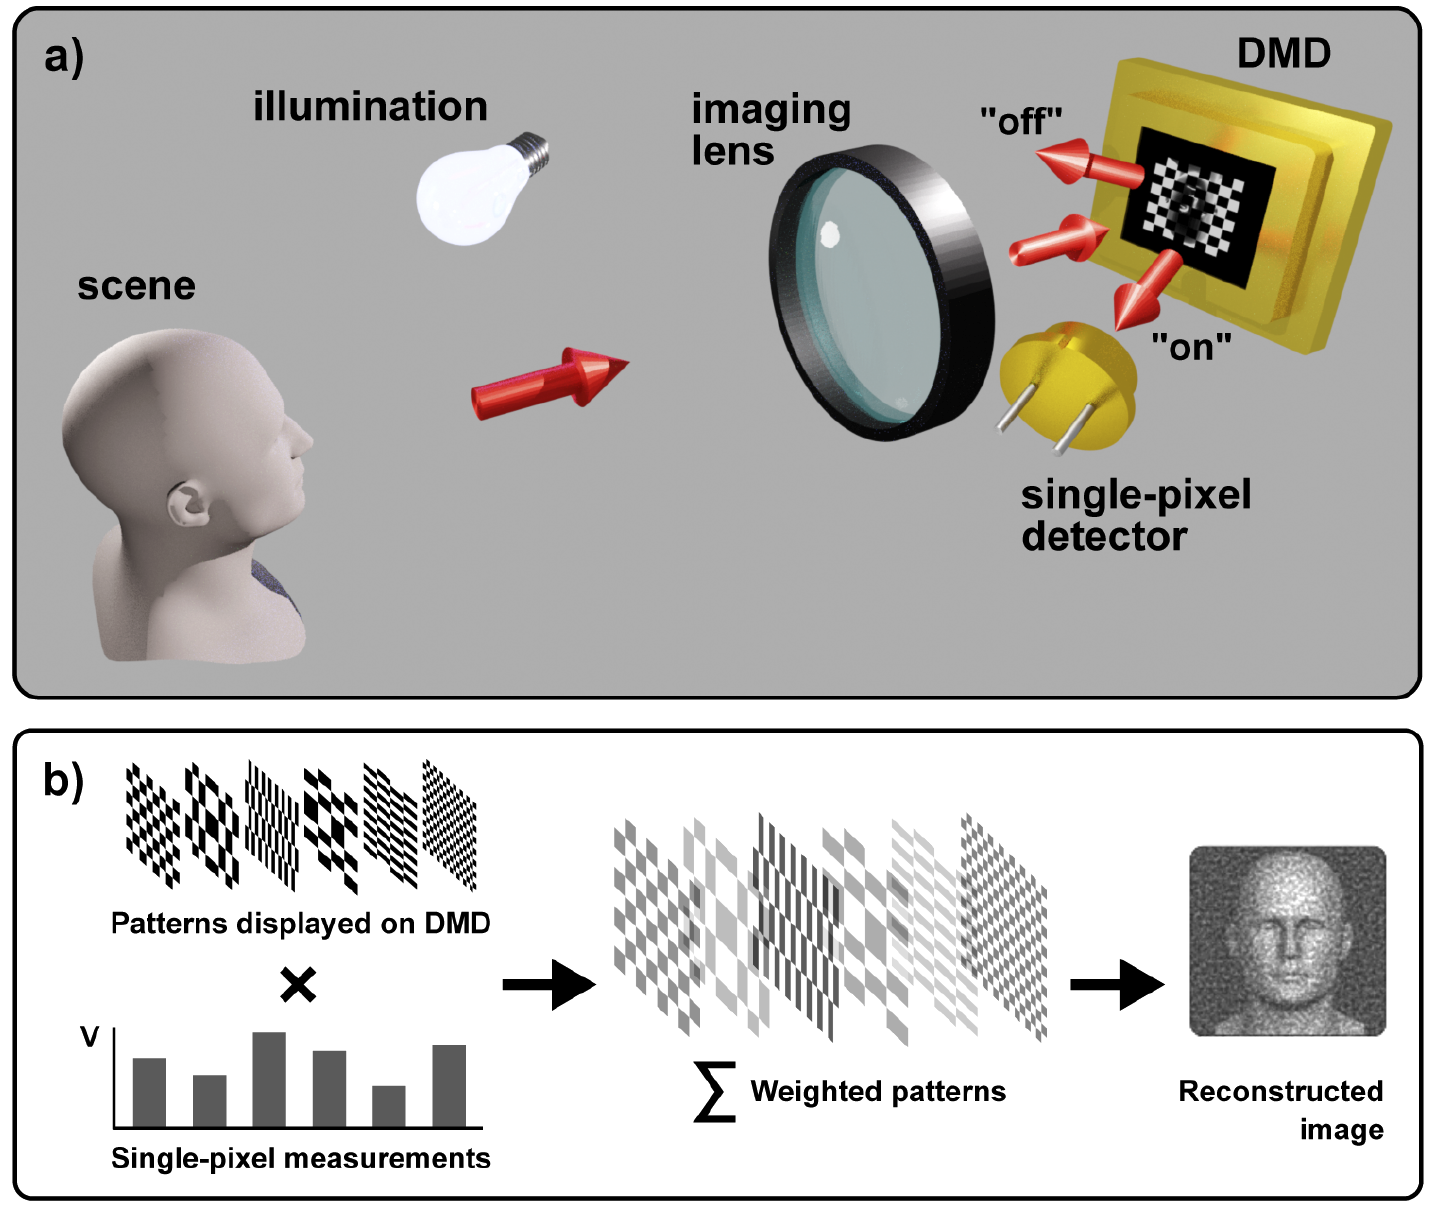 a)
illumination
imaging
lens
DMD
"off"
scene
"on"
single-pixel
detector
b)
Patterns displayed on DMD
×
V
Single-pixel measurements
∑ Weighted patterns
Reconstructed
image